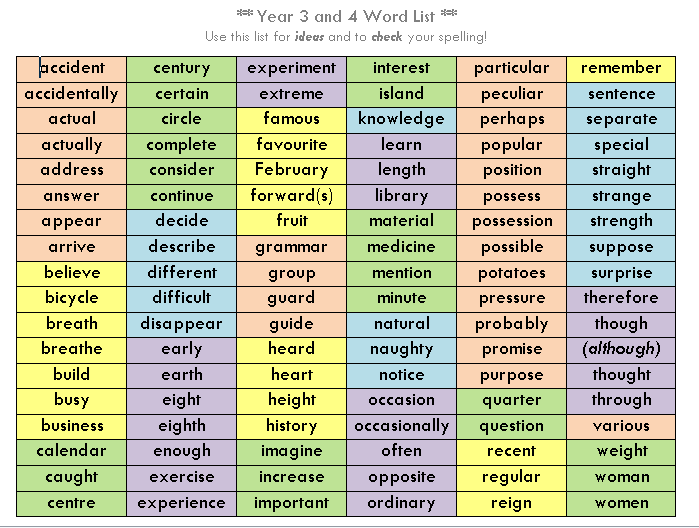 *** Year 3 and 4 Word List ***
Use this list for ideas and to check your spelling!
accident century experiment interest particular remember
accidentally certain extreme island peculiar sentence
actual circle famous knowledge perhaps separate
actually complete favourite learn popular special
address consider February length position straight
answer continue forward(s) library possess strange
appear decide fruit material possession strength
arrive describe grammar medicine possible suppose
believe different group mention potatoes surprise
bicycle difficult guard minute pressure therefore
breath disappear guide natural probably though
breathe early heard naughty promise (although)
build earth heart notice purpose thought
busy eight height occasion quarter through
business eighth history occasionally question various
calendar enough imagine often recent weight
caught exercise increase opposite regular woman
centre experience important ordinary reign women